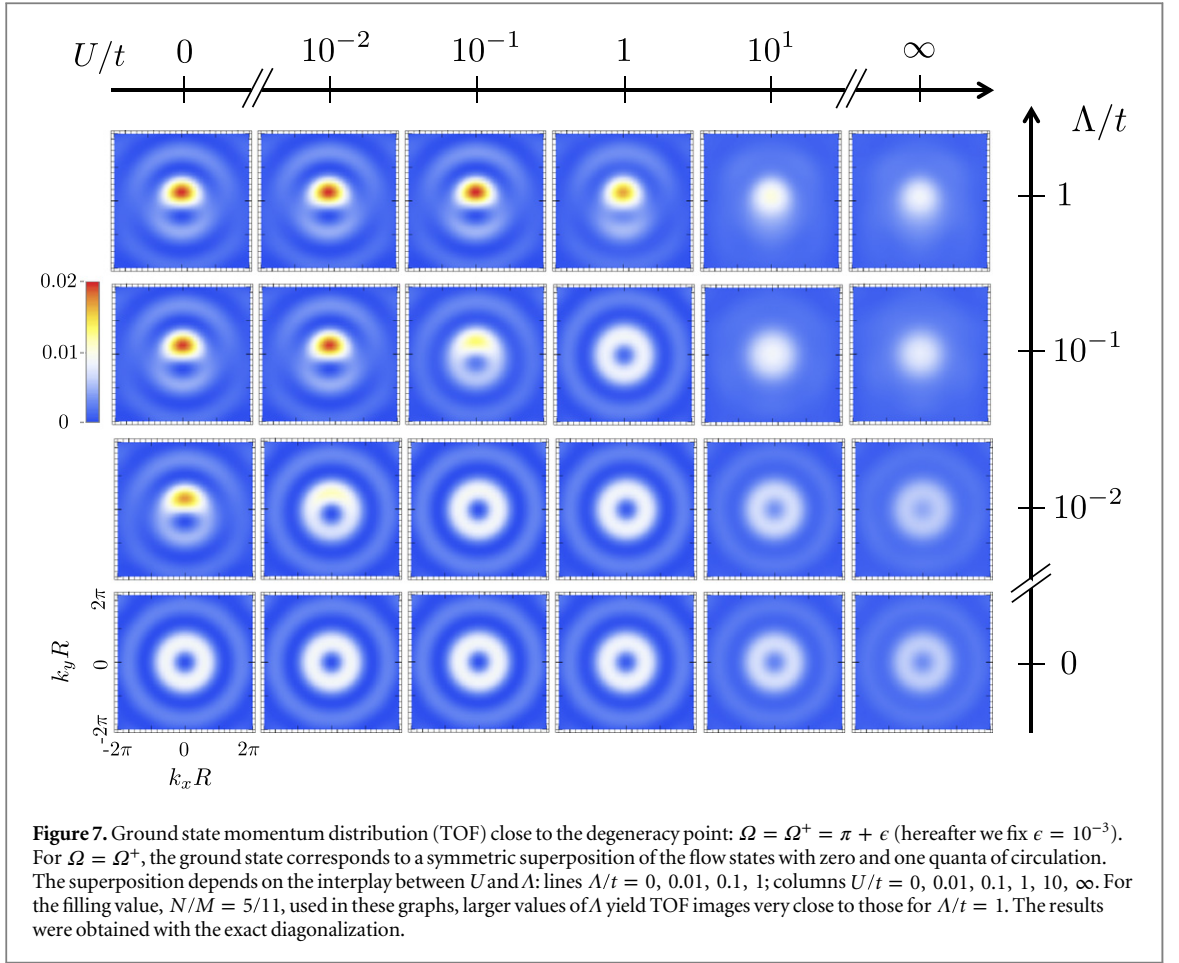 U/t 0 10⁻² 10⁻¹ 1 10¹ ∞
Λ/t
1
0.02
0.01
0
10⁻¹
10⁻²
2π
0
-2π
k_yR
0
-2π 0 2π
k_xR
Figure 7. Ground state momentum distribution (TOF) close to the degeneracy point: Ω = Ω⁺ = π + ϵ (hereafter we fix ϵ = 10⁻³).
For Ω = Ω⁺, the ground state corresponds to a symmetric superposition of the flow states with zero and one quanta of circulation.
The superposition depends on the interplay between U and Λ: lines Λ/t = 0, 0.01, 0.1, 1; columns U/t = 0, 0.01, 0.1, 1, 10, ∞. For
the filling value, N/M = 5/11, used in these graphs, larger values of Λ yield TOF images very close to those for Λ/t = 1. The results
were obtained with the exact diagonalization.